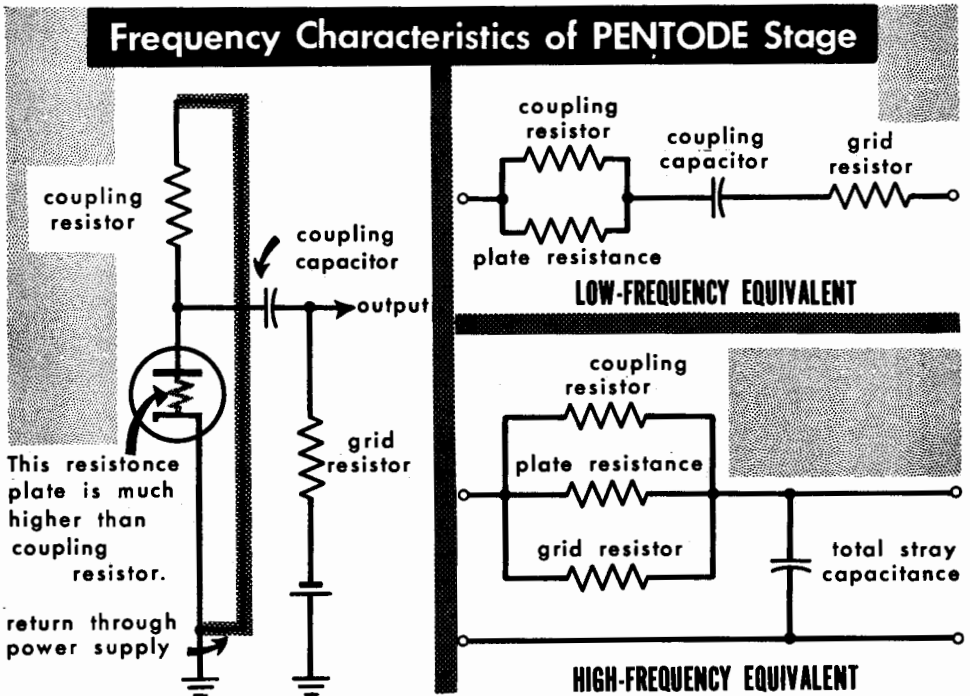 Frequency Characteristics of PENTODE Stage
coupling
resistor
coupling
capacitor
output
grid
resistor
This resistonce
plate is much
higher than
coupling
resistor.
return through
power supply
coupling
resistor
coupling
capacitor
grid
resistor
plate resistance
LOW-FREQUENCY EQUIVALENT
coupling
resistor
plate resistance
grid resistor
total stray
capacitance
HIGH-FREQUENCY EQUIVALENT